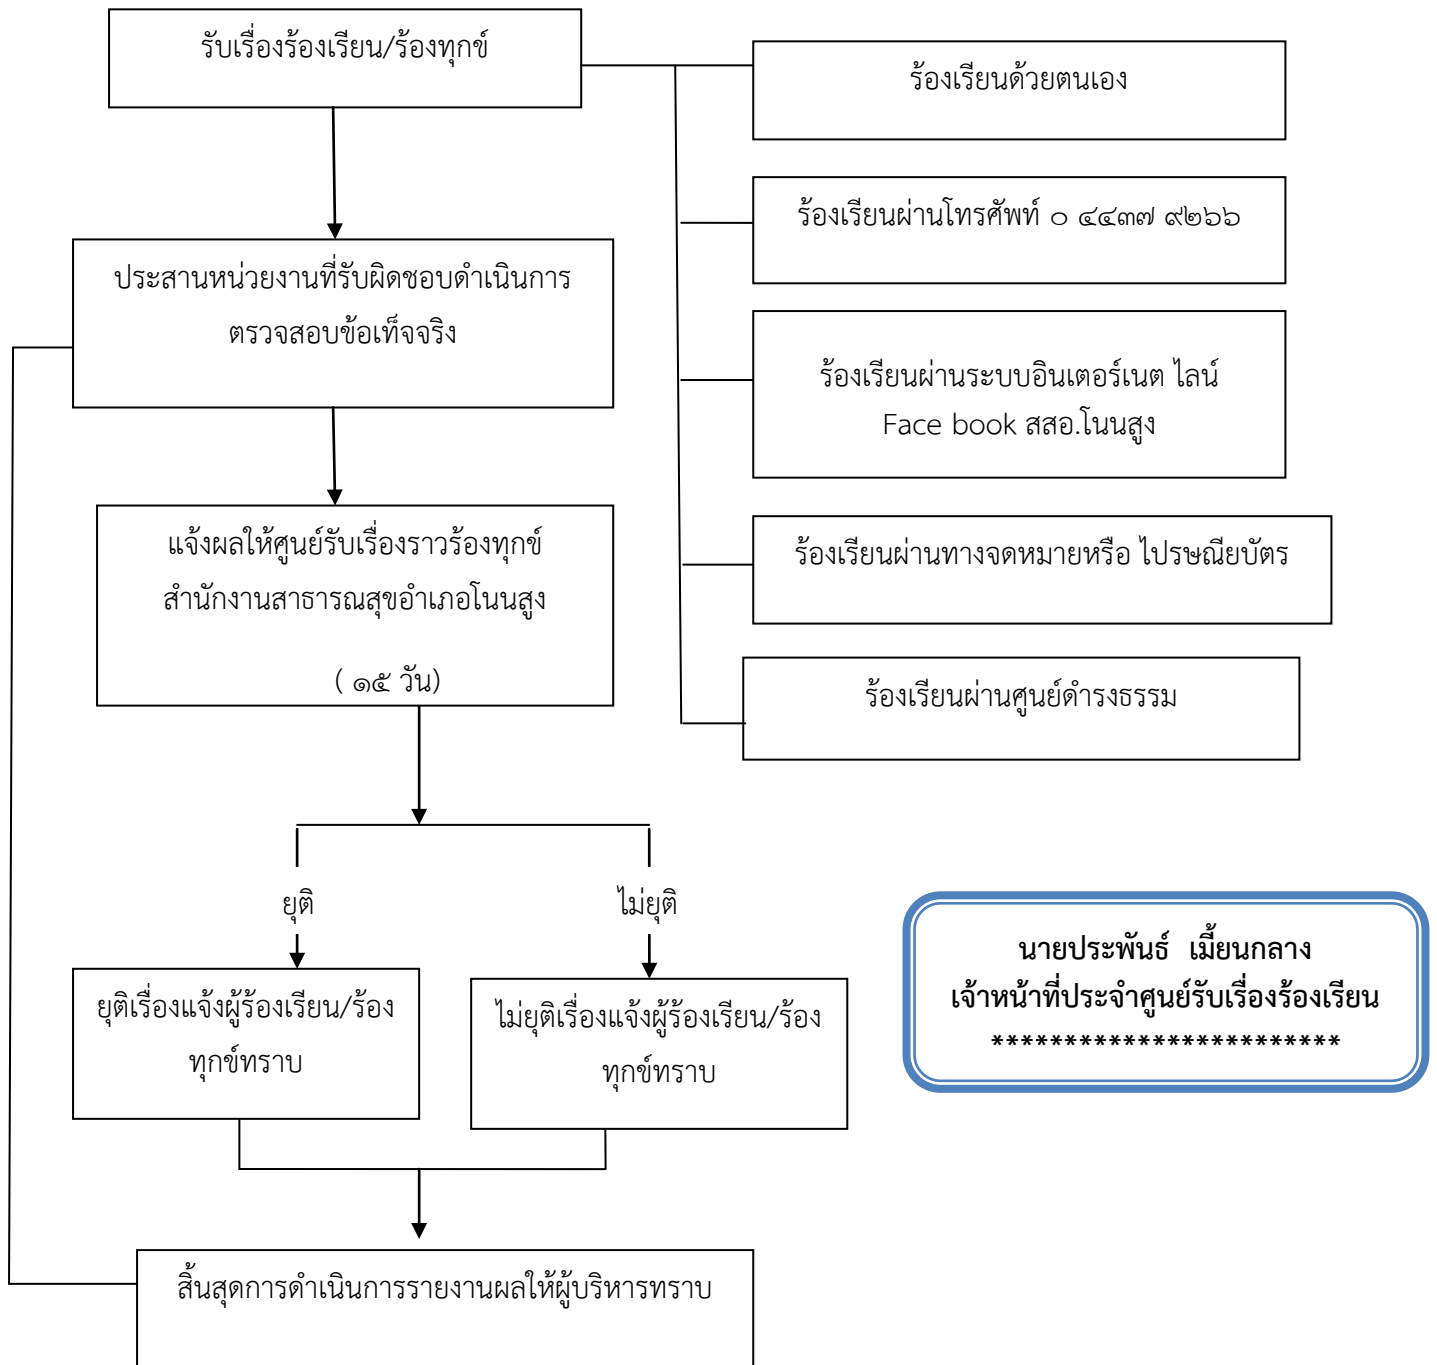 รับเรื่องร้องเรียน/ร้องทุกข์
ร้องเรียนด้วยตนเอง
ร้องเรียนผ่านโทรศัพท์ ๐ ๔๔๓๗ ๙๒๖๖
ประสานหน่วยงานที่รับผิดชอบดำเนินการ
ตรวจสอบข้อเท็จจริง
ร้องเรียนผ่านระบบอินเตอร์เนต ไลน์
Face book สสอ.โนนสูง
แจ้งผลให้ศูนย์รับเรื่องราวร้องทุกข์
สำนักงานสาธารณสุขอำเภอโนนสูง
( ๑๕ วัน)
ร้องเรียนผ่านทางจดหมายหรือ ไปรษณียบัตร
ร้องเรียนผ่านศูนย์ดำรงธรรม
ยุติ
ไม่ยุติ
ยุติเรื่องแจ้งผู้ร้องเรียน/ร้อง
ทุกข์ทราบ
ไม่ยุติเรื่องแจ้งผู้ร้องเรียน/ร้อง
ทุกข์ทราบ
นายประพันธ์ เมี้ยนกลาง
เจ้าหน้าที่ประจำศูนย์รับเรื่องร้องเรียน
************************
สิ้นสุดการดำเนินการรายงานผลให้ผู้บริหารทราบ